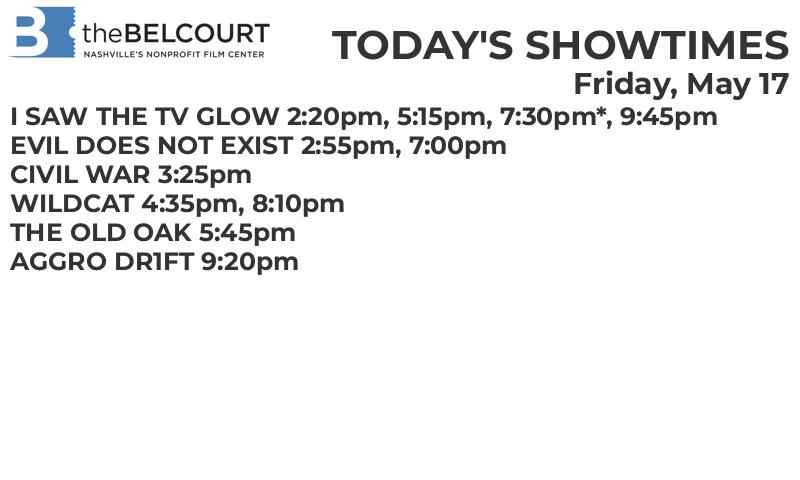 B theBELCOURT
NASHVILLE'S NONPROFIT FILM CENTER
TODAY'S SHOWTIMES
Friday, May 17
I SAW THE TV GLOW 2:20pm, 5:15pm, 7:30pm*, 9:45pm
EVIL DOES NOT EXIST 2:55pm, 7:00pm
CIVIL WAR 3:25pm
WILDCAT 4:35pm, 8:10pm
THE OLD OAK 5:45pm
AGGRO DR1FT 9:20pm